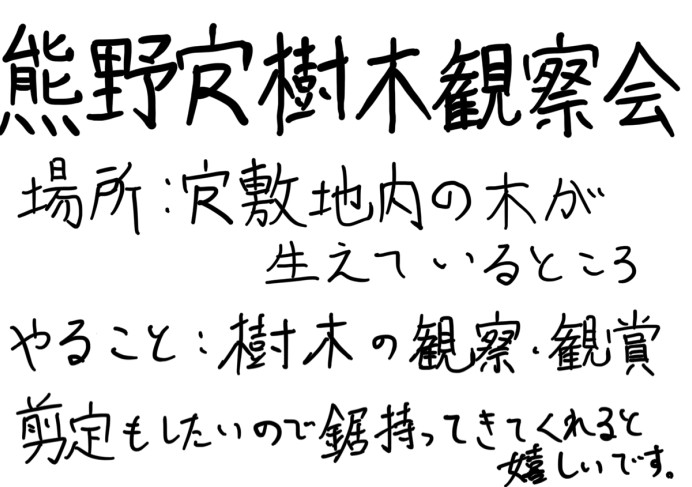 熊野寮樹木観察会
場所:寮敷地内の木が
生えているところ
やること:樹木の観察・観賞
剪定もしたいので鋸持ってきてくれると
嬉しいです。